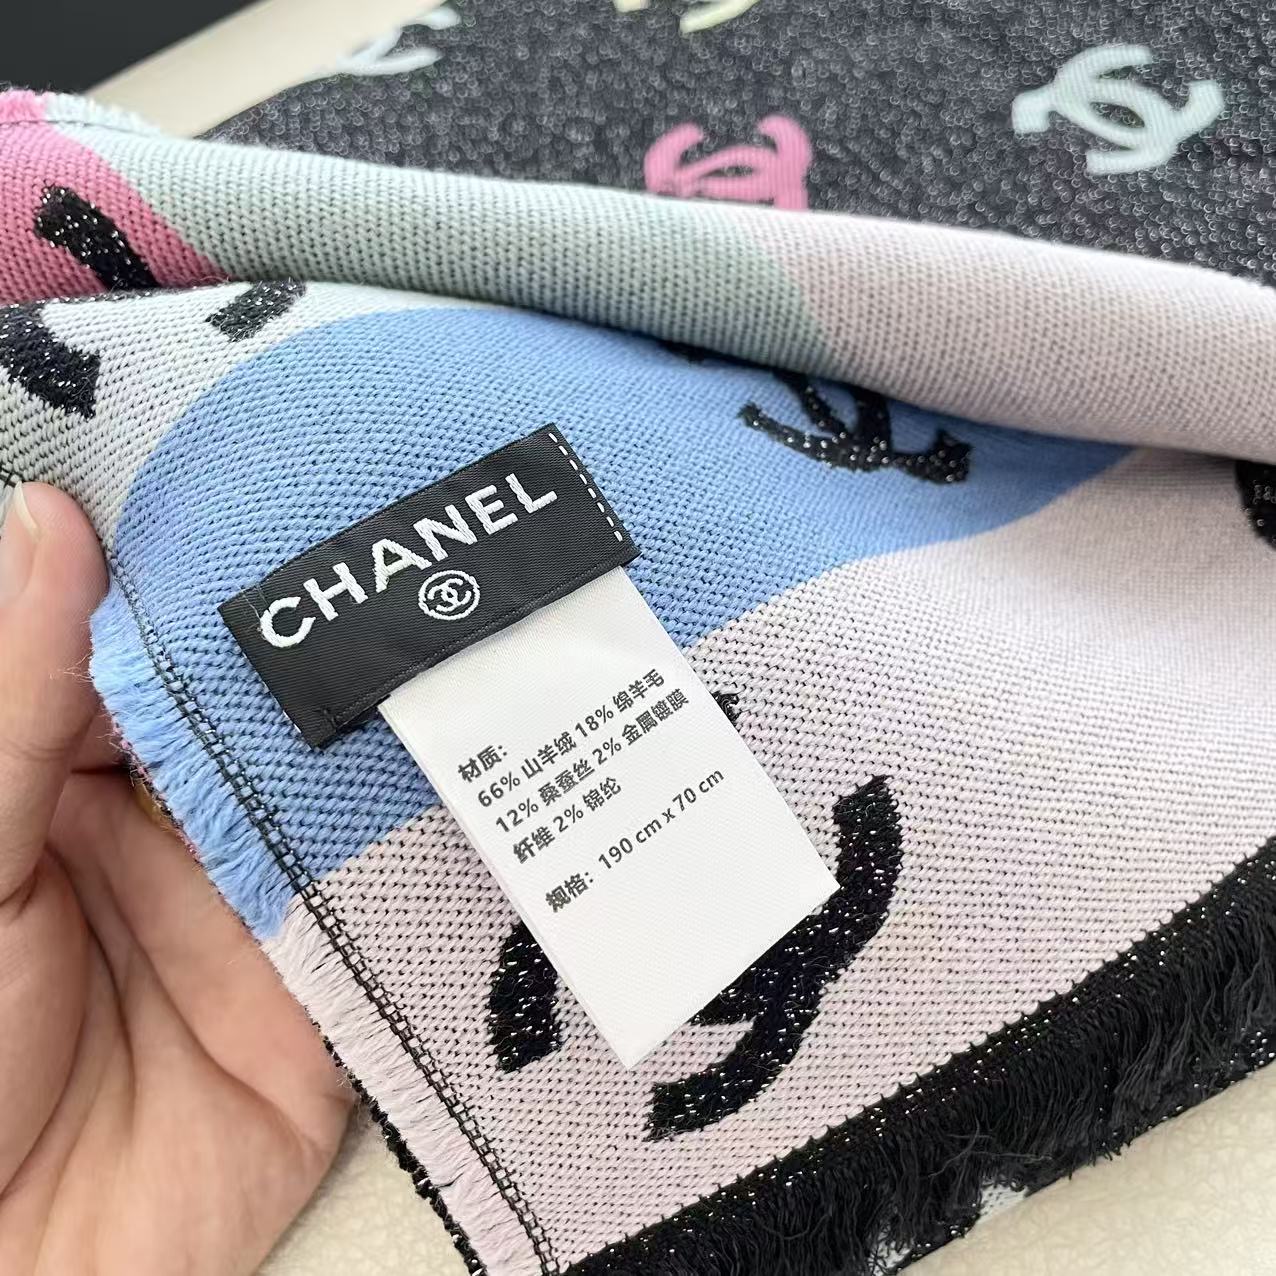 CHANEL
材质：
66% 山羊绒 18% 绵羊毛
12% 桑蚕丝 2% 金属镀膜
纤维 2% 锦纶
规格：190 cm x 70 cm